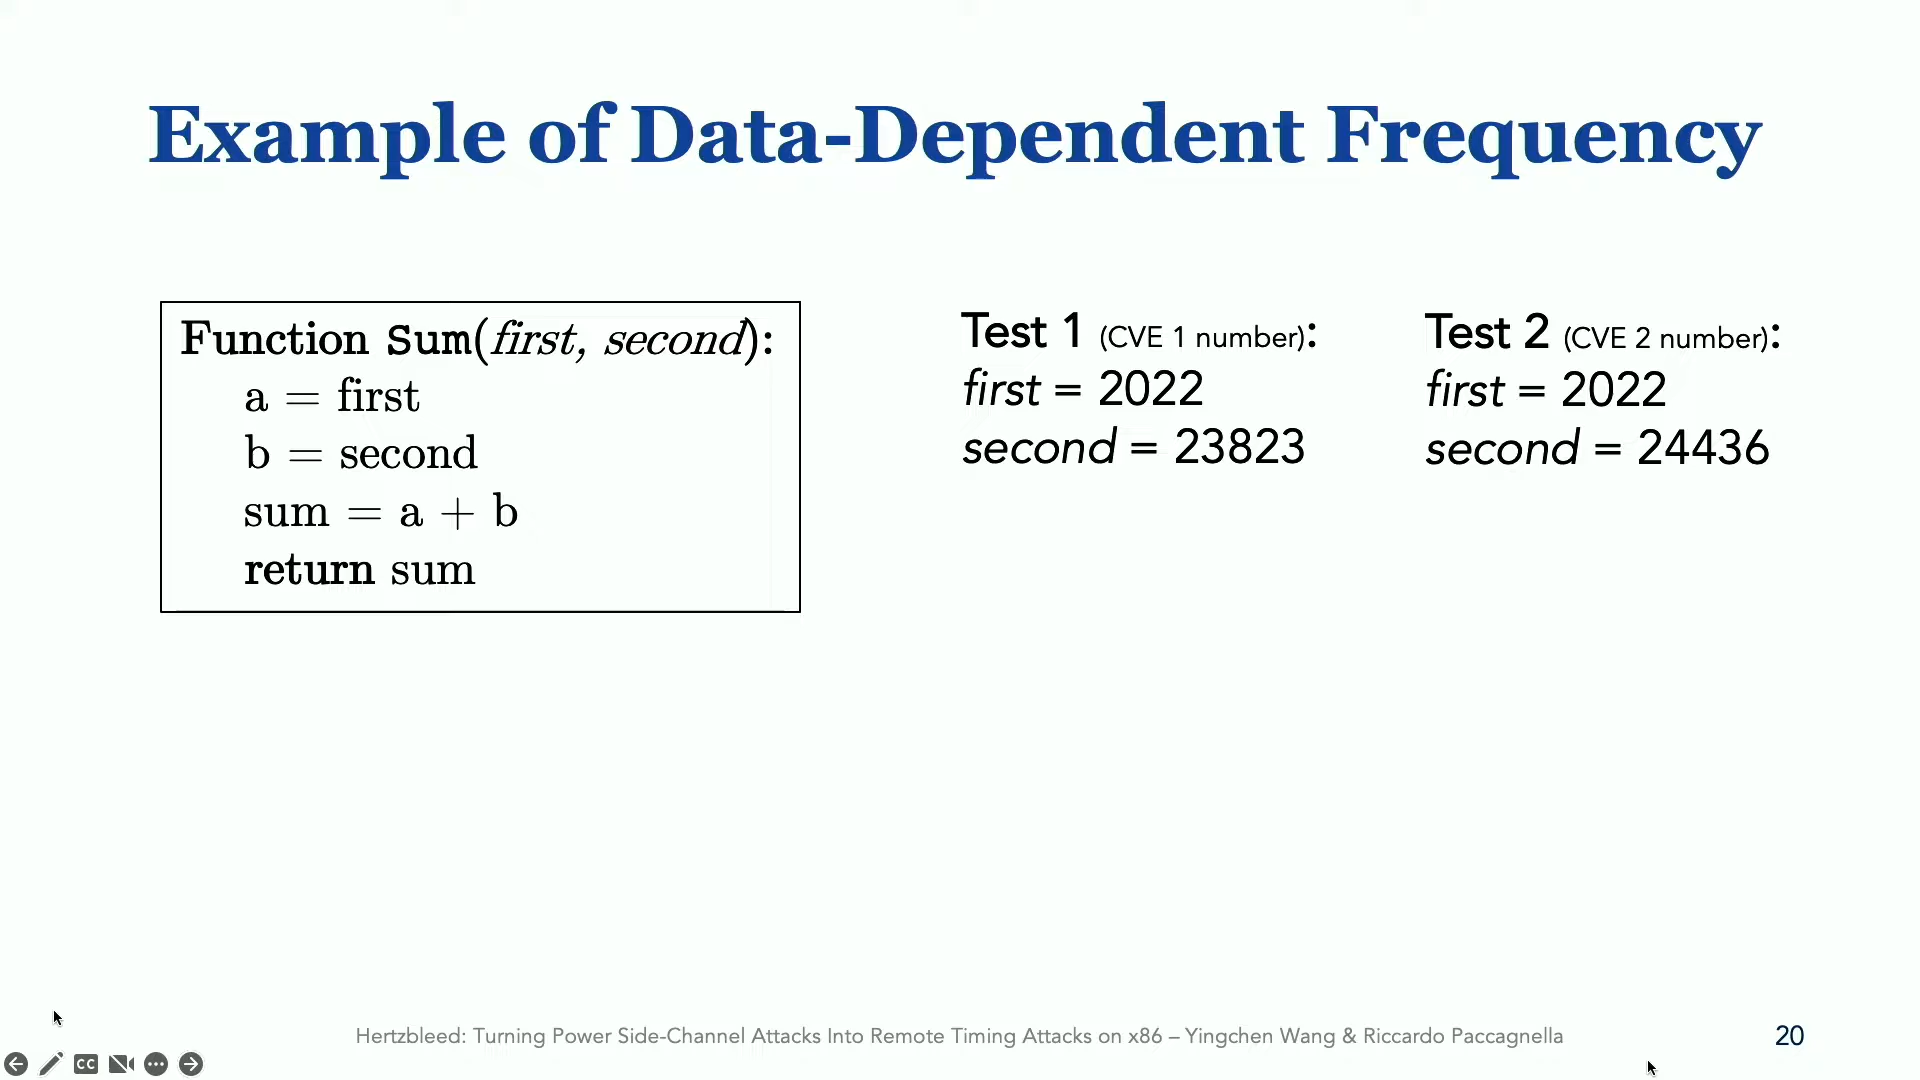 Example of Data-Dependent Frequency
Function Sum(first, second):
a = first
b = second
sum = a + b
return sum
Test 1 (CVE 1 number):
first = 2022
second = 23823
Test 2 (CVE 2 number):
first = 2022
second = 24436
Hertzbleed: Turning Power Side-Channel Attacks Into Remote Timing Attacks on x86 – Yingchen Wang & Riccardo Paccagnella
20
CC